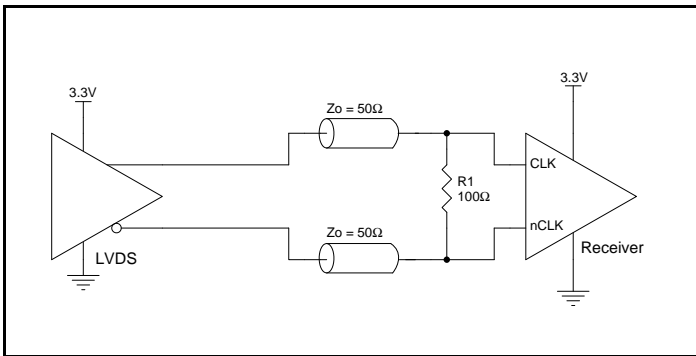 3.3V
3.3V
Zo = 50Ω
CLK
R1
100Ω
Zo = 50Ω
nCLK
LVDS
Receiver